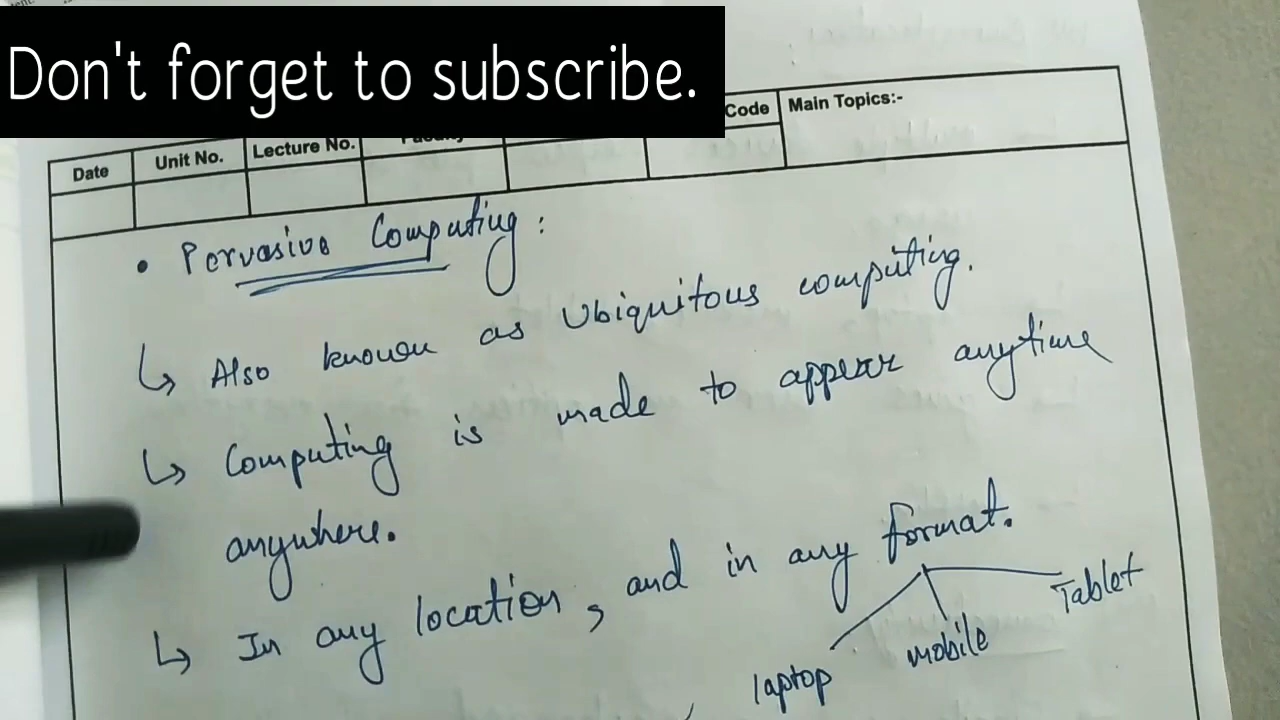 Don't forget to subscribe.
Date Unit No. Lecture No. Code Main Topics:-
• Pervasive Computing :
↳ Also known as Ubiquitous computing.
↳ Computing is made to appear anytime
anywhere.
↳ In any location, and in any format.
laptop mobile Tablet